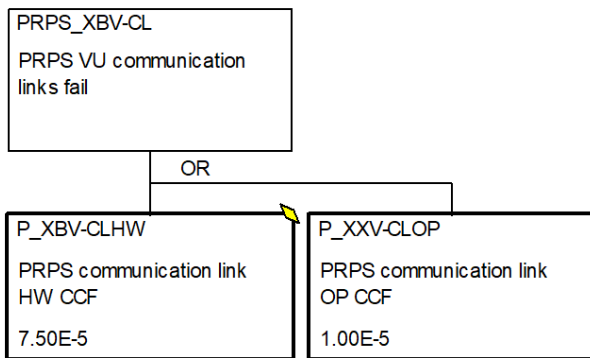 PRPS_XBV-CL
PRPS VU communication
links fail
OR
P_XBV-CLHW
PRPS communication link
HW CCF
7.50E-5
P_XXV-CLOP
PRPS communication link
OP CCF
1.00E-5